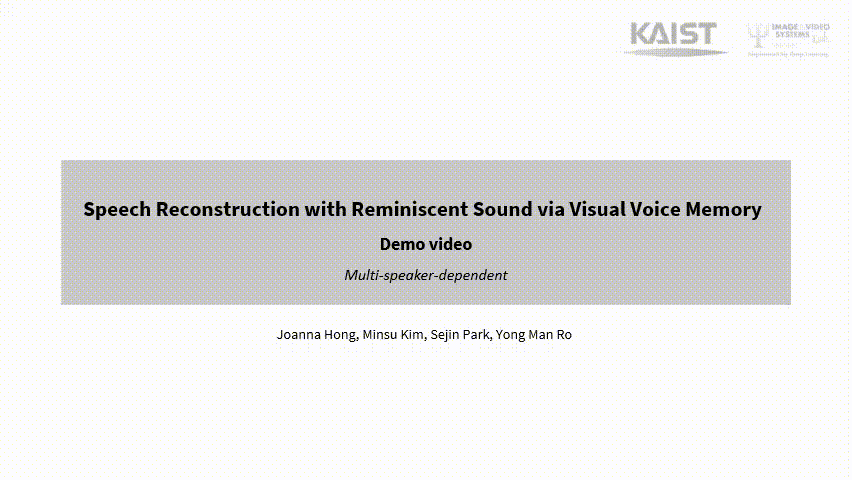 KAIST
IMAGE & VIDEO
SYSTEMS
Speech Reconstruction with Reminiscent Sound via Visual Voice Memory
Demo video
Multi-speaker-dependent
Joanna Hong, Minsu Kim, Sejin Park, Yong Man Ro